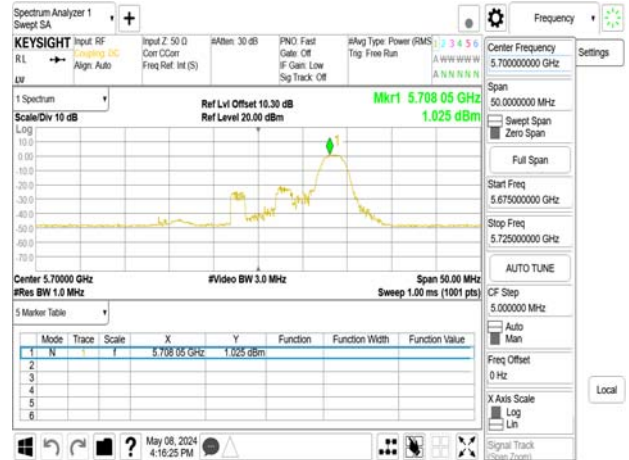 Spectrum Analyzer 1
Swept SA
Frequency
KEYSIGHT
RL
Input: RF
Coupling: DC
Align: Auto
Input Z: 50 Ω
Corr CCorr
Freq Ref: Int (S)
#Atten: 30 dB
PNO: Fast
Gate: Off
IF Gain: Low
Sig Track: Off
#Avg Type: Power (RMS
Trig: Free Run
1 2 3 4 5 6
A W W W W W
A N N N N N
Settings
Center Frequency
5.700000000 GHz
Span
50.0000000 MHz
Swept Span
Zero Span
Full Span
Start Freq
5.675000000 GHz
Stop Freq
5.725000000 GHz
AUTO TUNE
CF Step
5.000000 MHz
Auto
Man
Freq Offset
0 Hz
X Axis Scale
Log
Lin
Signal Track
(Span Zoom)
Local
1 Spectrum
Scale/Div 10 dB
Ref Lvl Offset 10.30 dB
Ref Level 20.00 dBm
Mkr1 5.708 05 GHz
1.025 dBm
Log
10.0
0.00
-10.0
-20.0
-30.0
-40.0
-50.0
-60.0
-70.0
1
Center 5.70000 GHz
#Res BW 1.0 MHz
#Video BW 3.0 MHz
Span 50.00 MHz
Sweep 1.00 ms (1001 pts)
5 Marker Table
Mode Trace Scale X Y Function Function Width Function Value
1 N 1 f 5.708 05 GHz 1.025 dBm
2
3
4
5
6
May 08, 2024
4:16:25 PM